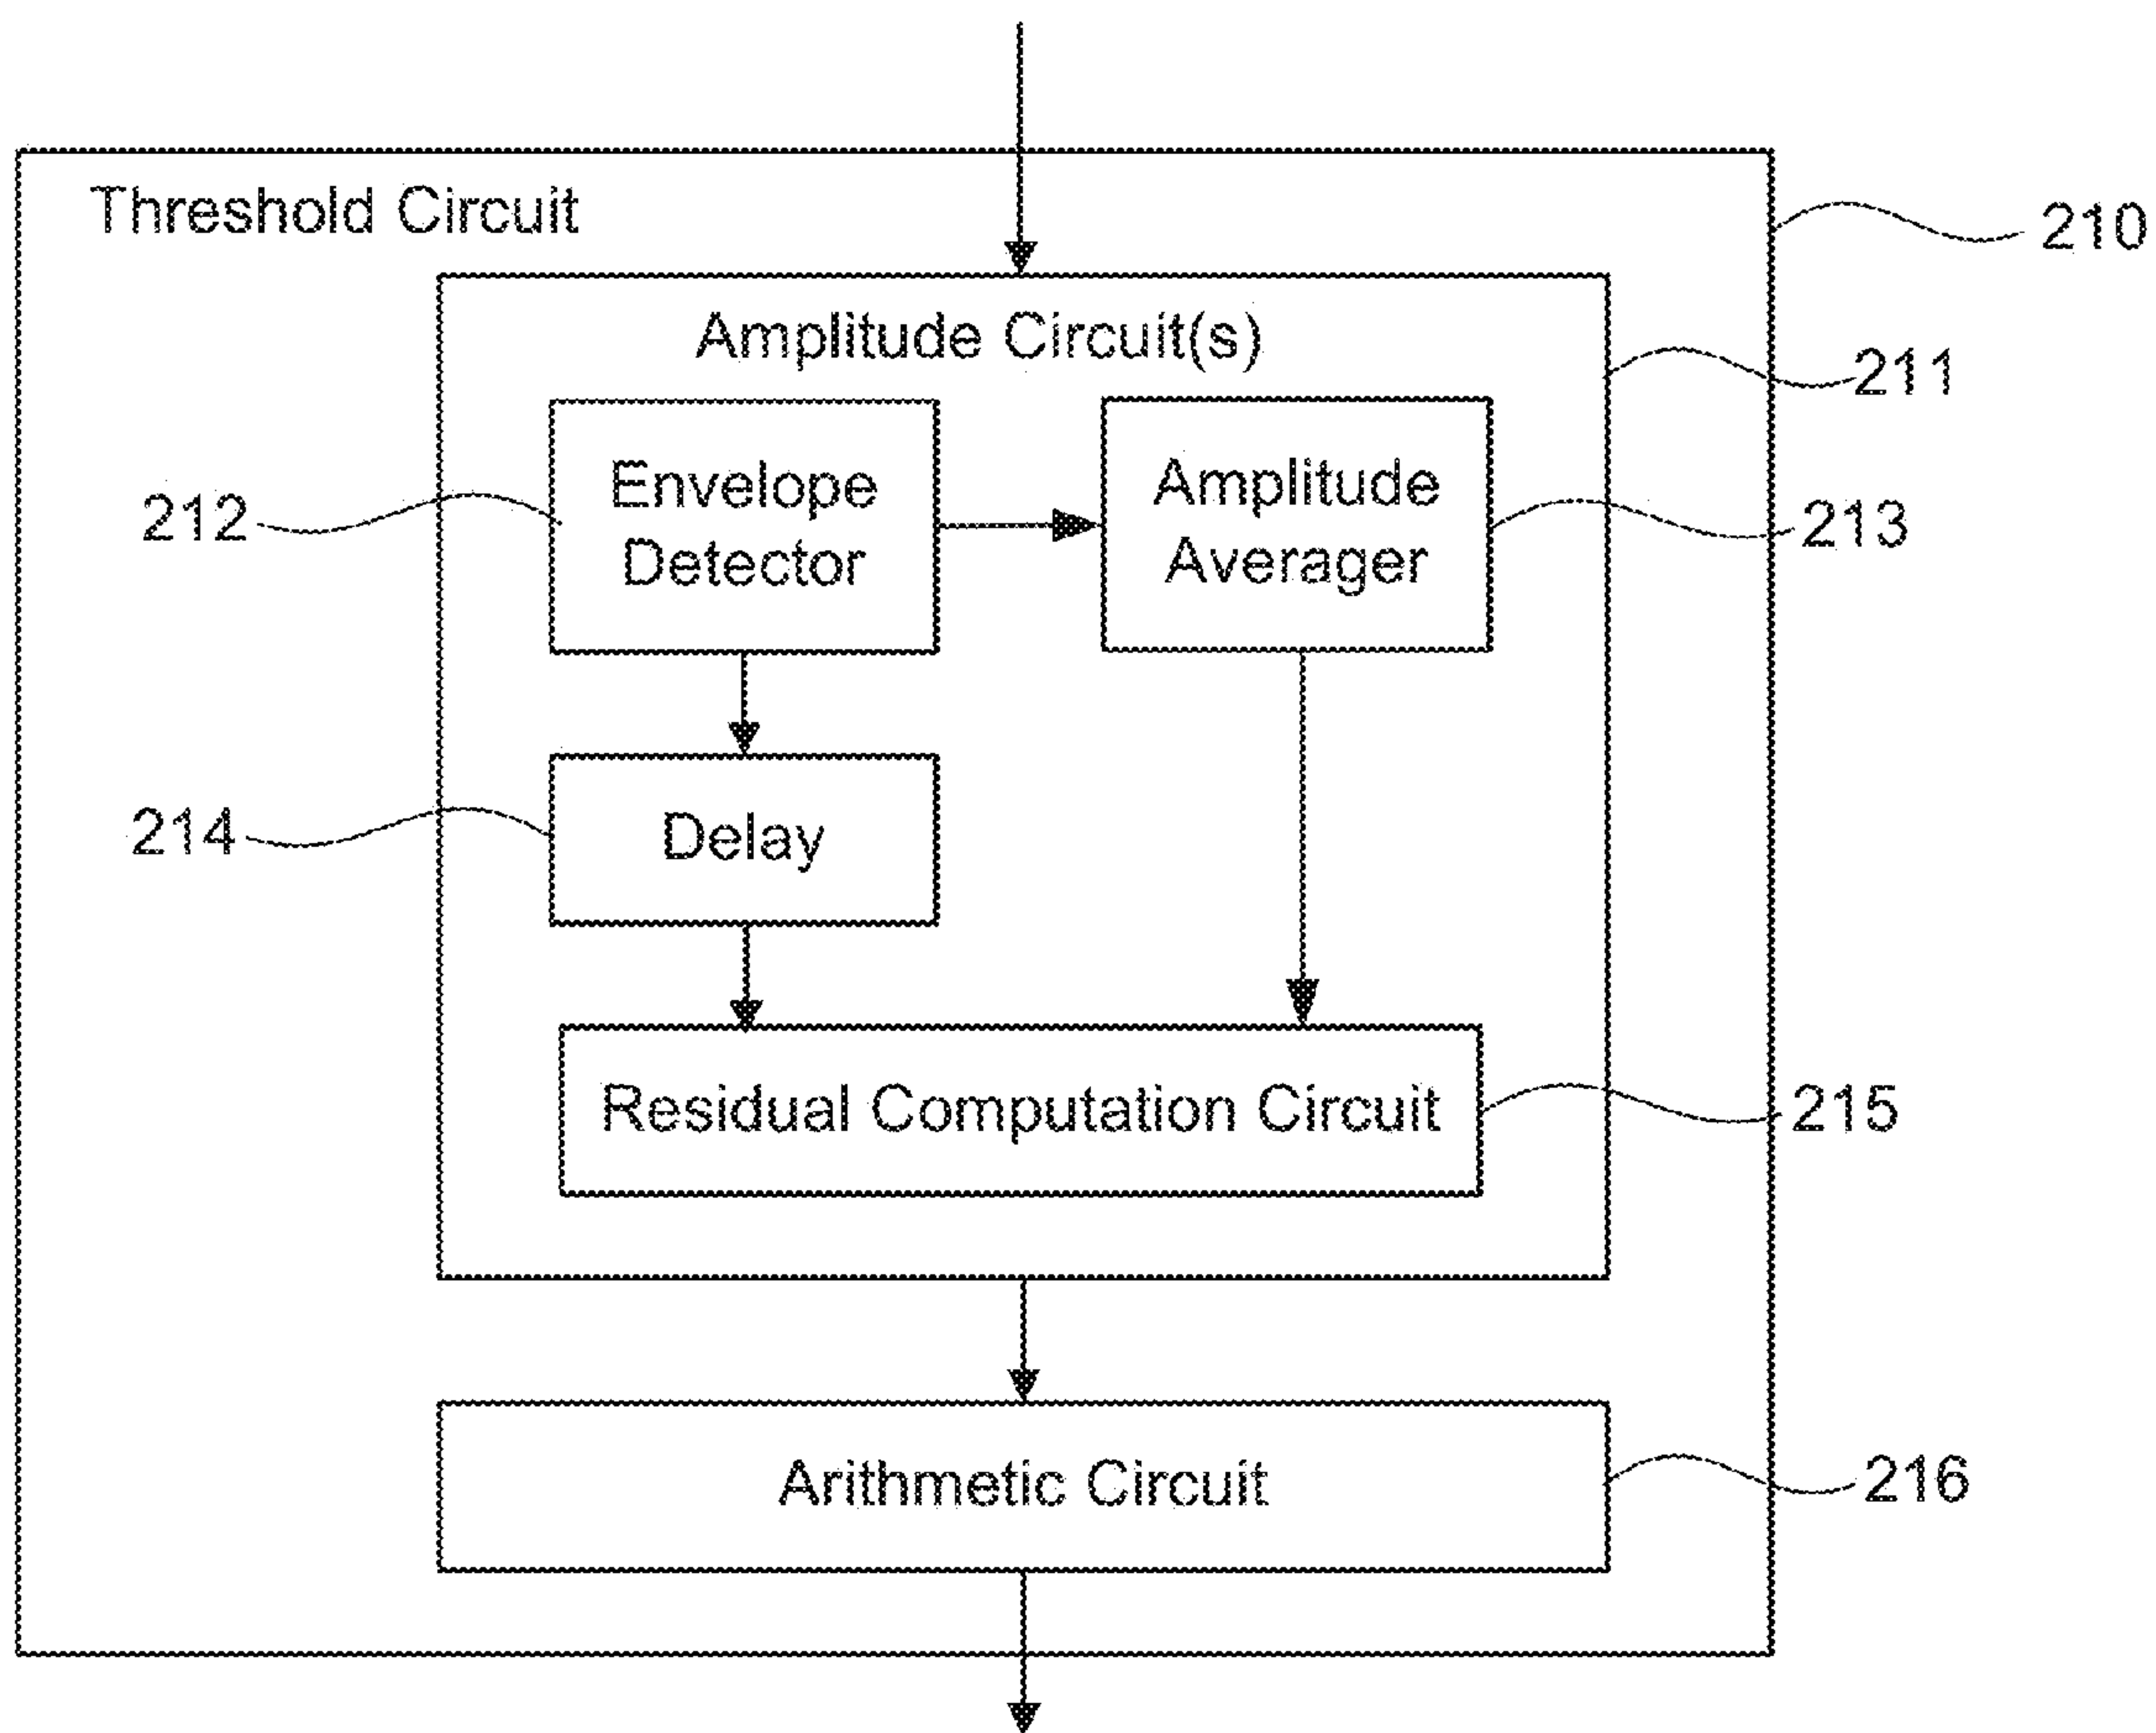 Threshold Circuit
210
Amplitude Circuit(s)
211
Envelope
Detector
212
Amplitude
Averager
213
Delay
214
Residual Computation Circuit
215
Arithmetic Circuit
216